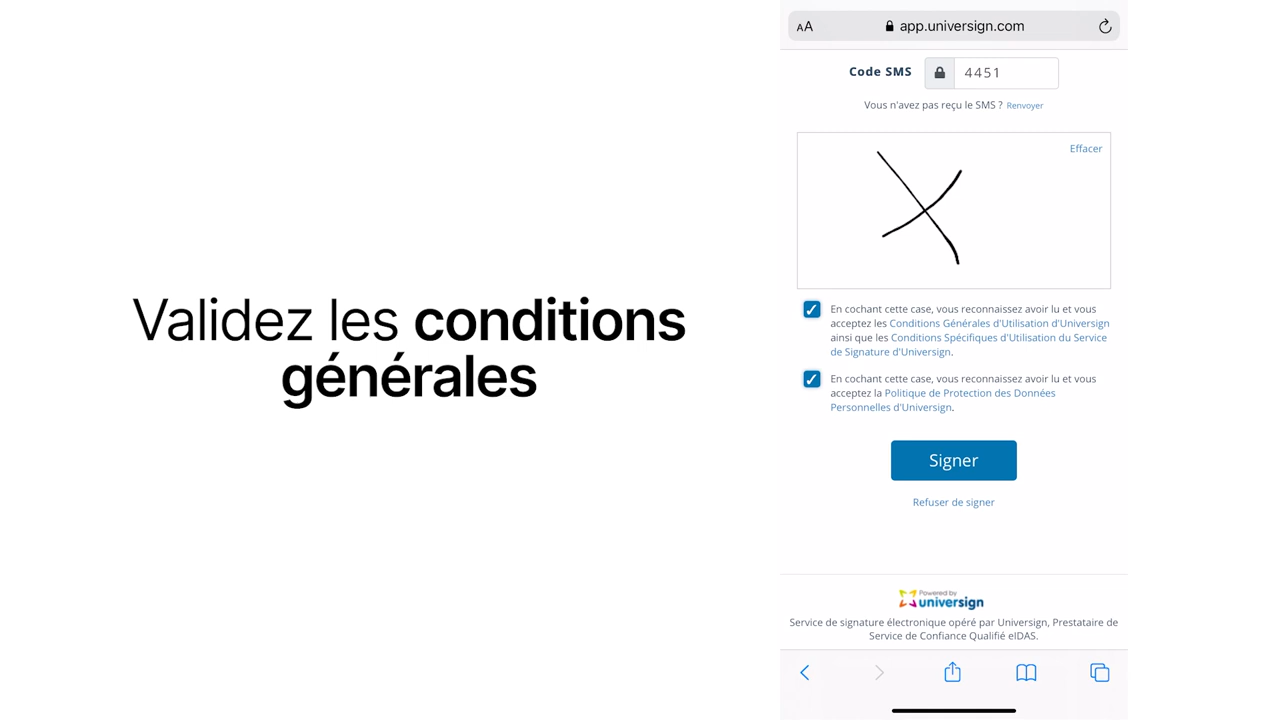 Validez les conditions
générales
AA app.universign.com
Code SMS 4451
Vous n'avez pas reçu le SMS ? Renvoyer
Effacer
En cochant cette case, vous reconnaissez avoir lu et vous
acceptez les Conditions Générales d'Utilisation d'Universign
ainsi que les Conditions Spécifiques d'Utilisation du Service
de Signature d'Universign.
En cochant cette case, vous reconnaissez avoir lu et vous
acceptez la Politique de Protection des Données
Personnelles d'Universign.
Signer
Refuser de signer
Powered by
universign
Service de signature électronique opéré par Universign, Prestataire de
Service de Confiance Qualifié eIDAS.